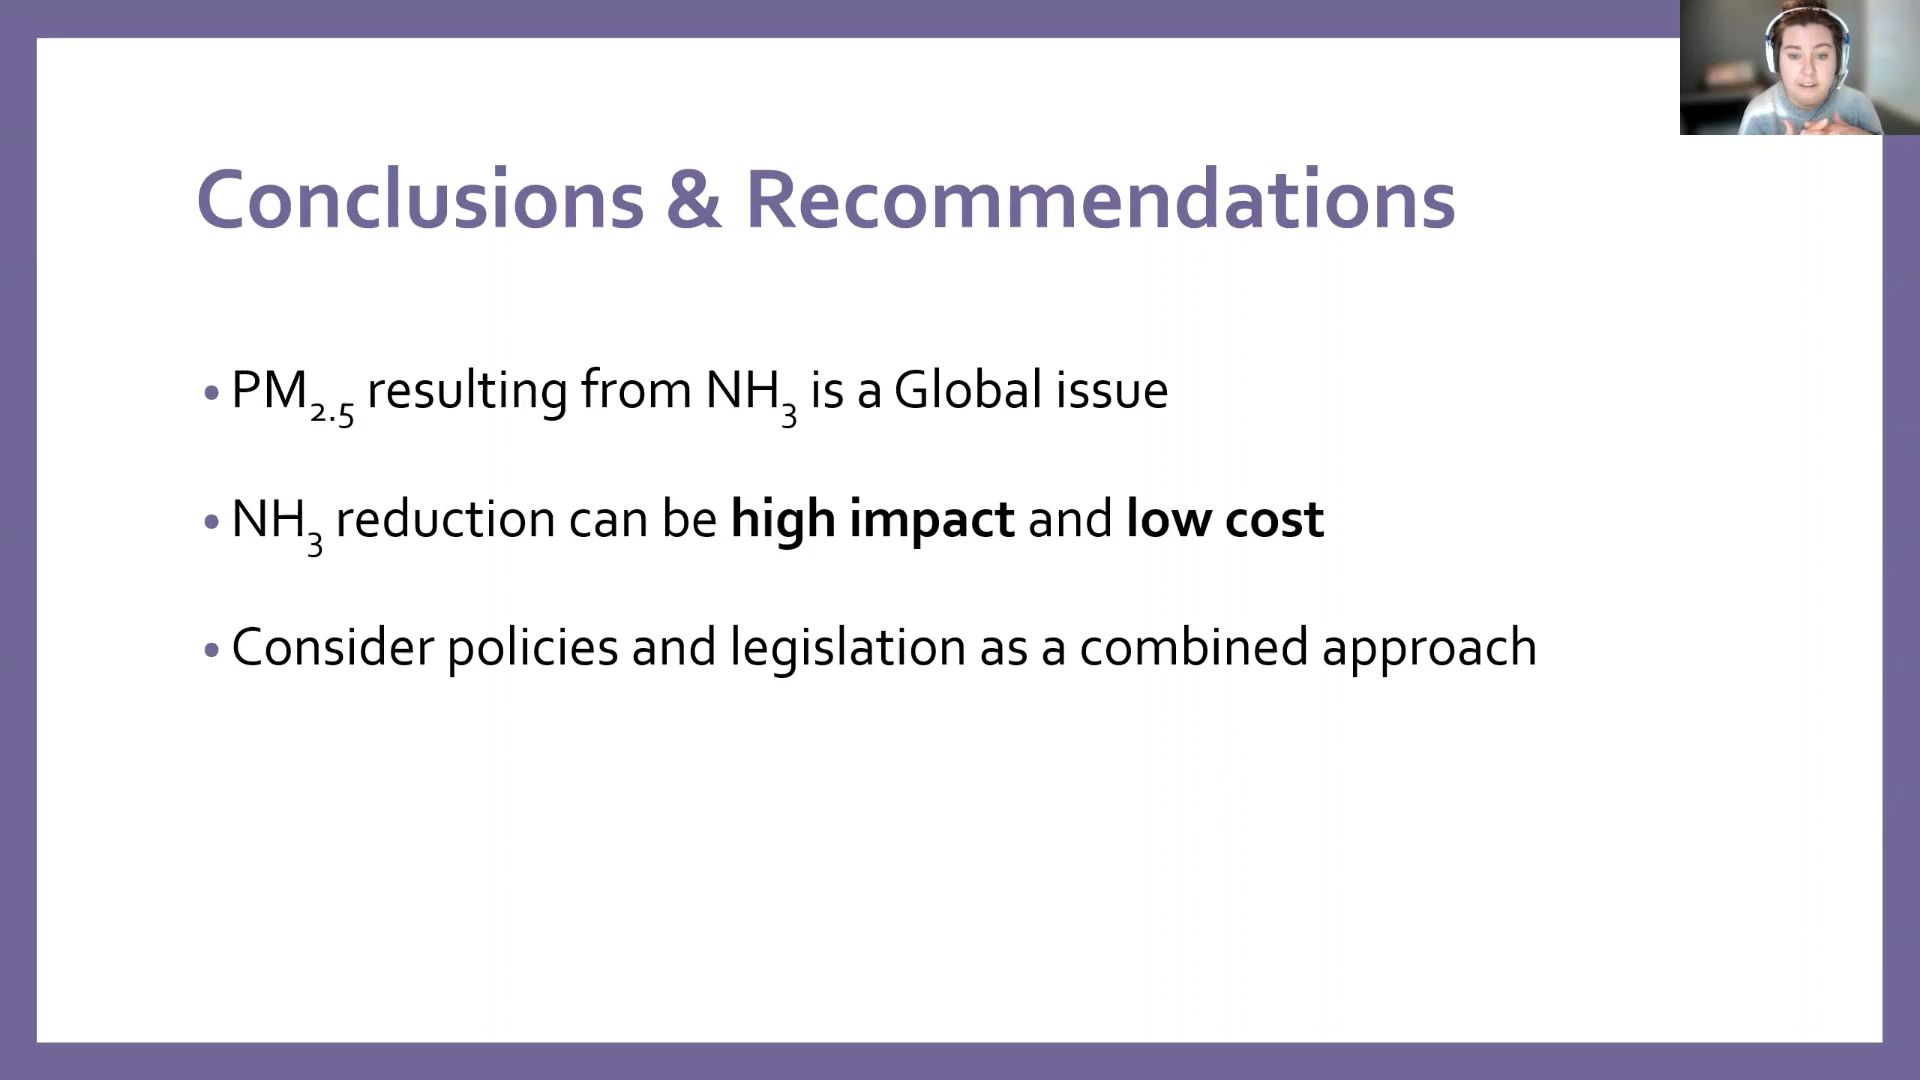 Conclusions & Recommendations
• PM2.5 resulting from NH3 is a Global issue
• NH3 reduction can be high impact and low cost
• Consider policies and legislation as a combined approach